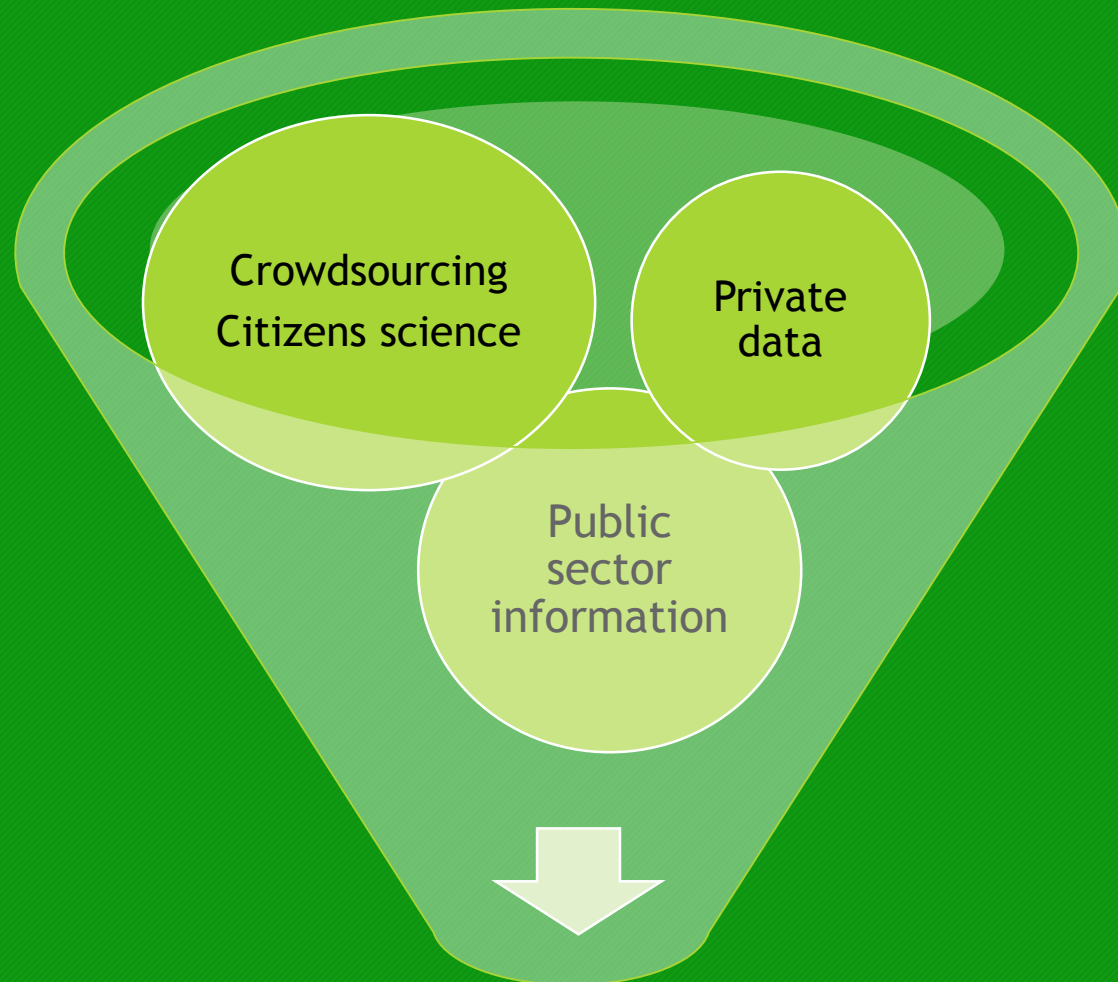 Crowdsourcing
Citizens science
Private
data
Public
sector
information